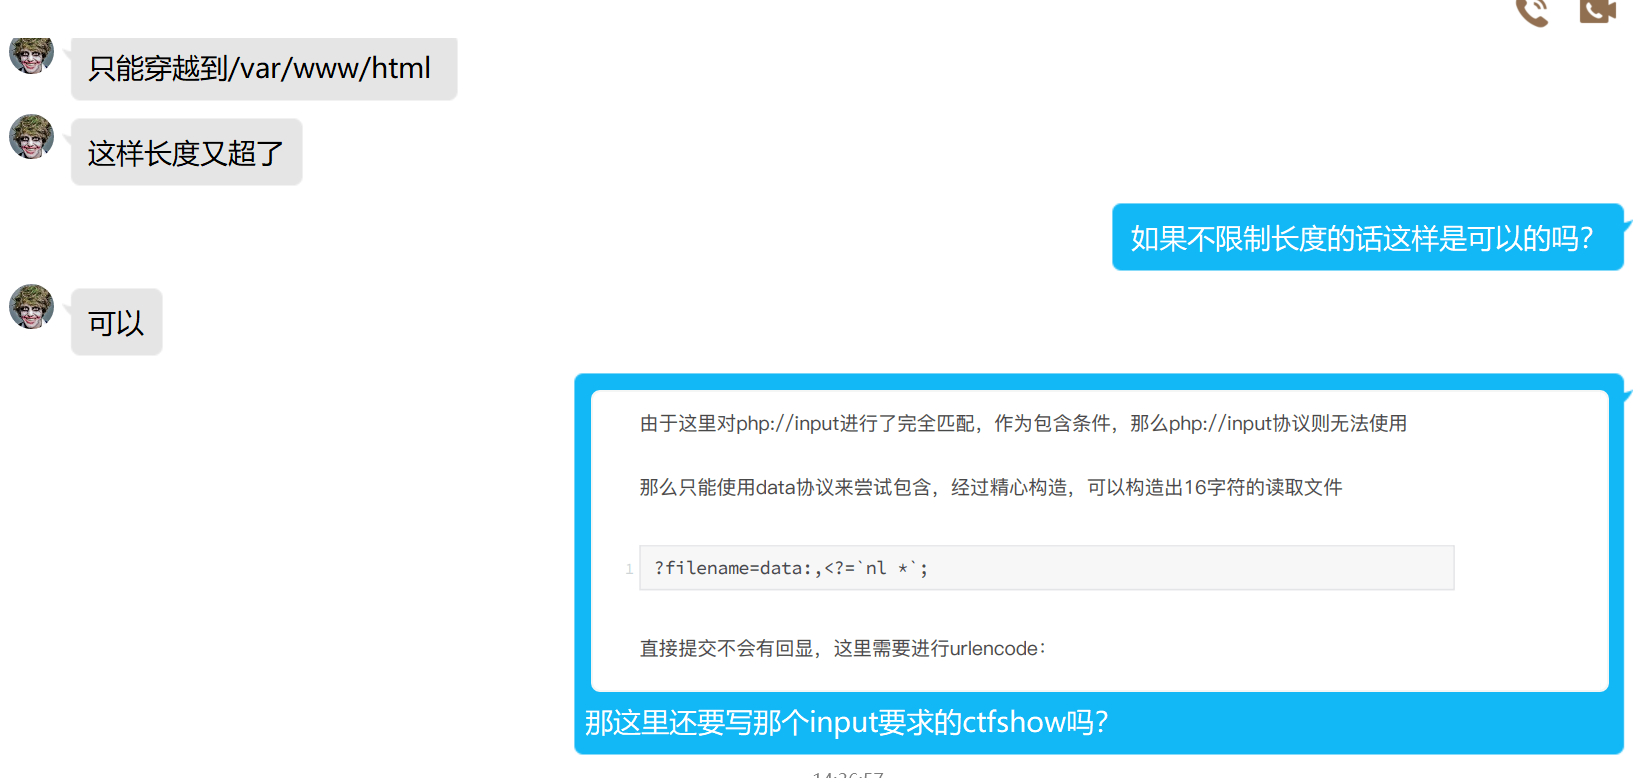 只能穿越到/var/www/html
这样长度又超了
如果不限制长度的话这样是可以的吗?
可以
由于这里对php://input进行了完全匹配，作为包含条件，那么php://input协议则无法使用
那么只能使用data协议来尝试包含，经过精心构造，可以构造出16字符的读取文件
1 ?filename=data:,<?=`nl *`;
直接提交不会有回显，这里需要进行urlencode：
那这里还要写那个input要求的ctfshow吗?
14:26:57